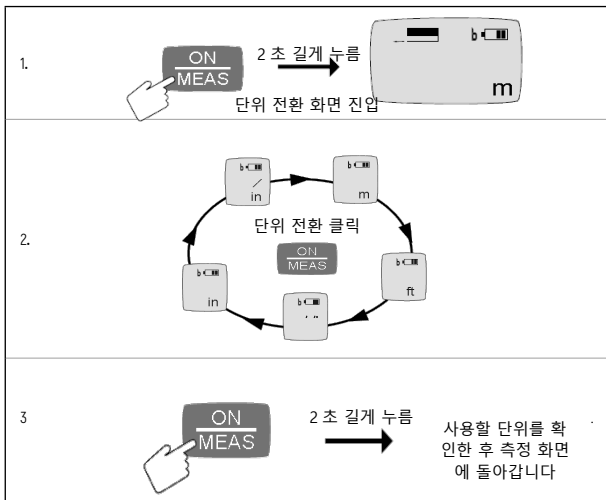 1.
ON
MEAS
2 초 길게 누름
단위 전환 화면 진입
b
m
2.
b
in
b
m
단위 전환 클릭
ON
MEAS
b
in
b
ft
b
' "
3
ON
MEAS
2 초 길게 누름
사용할 단위를 확
인한 후 측정 화면
에 돌아갑니다
.